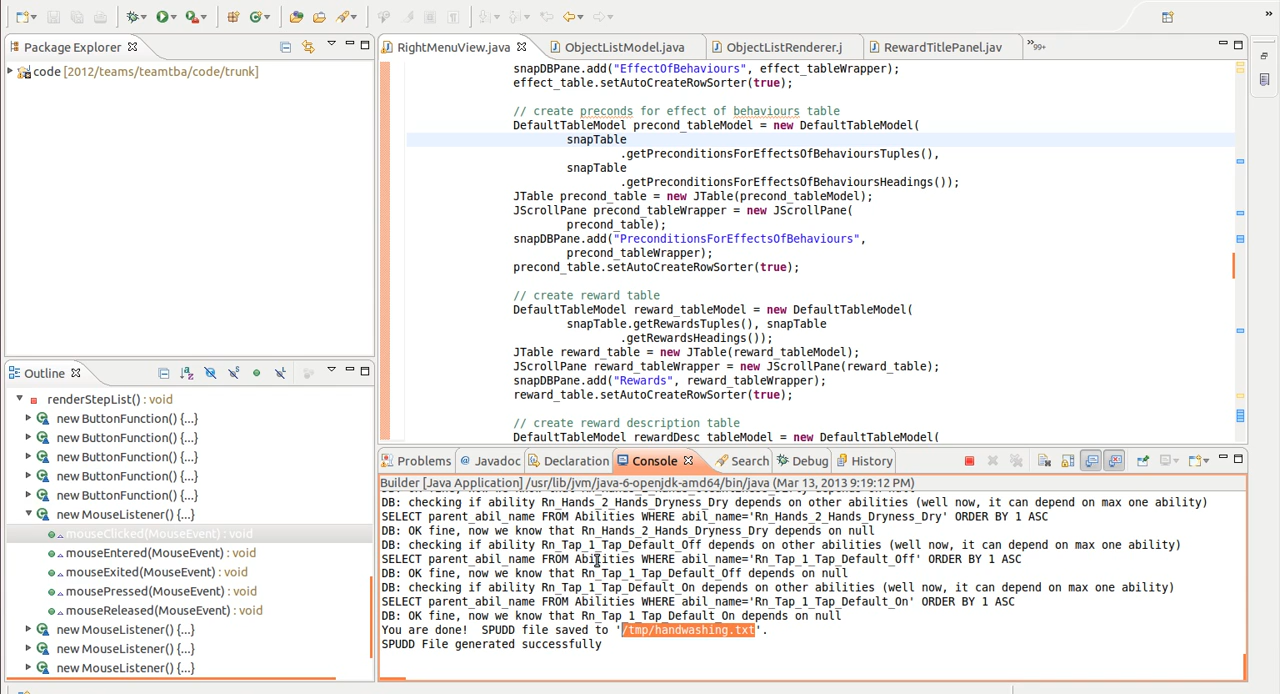 Package Explorer
code [2012/teams/teamtba/code/trunk]
RightMenuView.java
ObjectListModel.java
ObjectListRenderer.j
RewardTitlePanel.jav
»99+
snapDBPane.add("EffectOfBehaviours", effect_tableWrapper);
effect_table.setAutoCreateRowSorter(true);
// create preconds for effect of behaviours table
DefaultTableModel precond_tableModel = new DefaultTableModel(
snapTable
.getPreconditionsForEffectsOfBehavioursTuples(),
snapTable
.getPreconditionsForEffectsOfBehavioursHeadings());
JTable precond_table = new JTable(precond_tableModel);
JScrollPane precond_tableWrapper = new JScrollPane(
precond_table);
snapDBPane.add("PreconditionsForEffectsOfBehaviours",
precond_tableWrapper);
precond_table.setAutoCreateRowSorter(true);
// create reward table
DefaultTableModel reward_tableModel = new DefaultTableModel(
snapTable.getRewardsTuples(), snapTable
.getRewardsHeadings());
JTable reward_table = new JTable(reward_tableModel);
JScrollPane reward_tableWrapper = new JScrollPane(reward_table);
snapDBPane.add("Rewards", reward_tableWrapper);
reward_table.setAutoCreateRowSorter(true);
// create reward description table
DefaultTableModel rewardDesc tableModel = new DefaultTableModel(
Outline
renderStepList() : void
new ButtonFunction() {...}
new ButtonFunction() {...}
new ButtonFunction() {...}
new ButtonFunction() {...}
new ButtonFunction() {...}
new MouseListener() {...}
mouseClicked(MouseEvent) : void
mouseEntered(MouseEvent) : void
mouseExited(MouseEvent) : void
mousePressed(MouseEvent) : void
mouseReleased(MouseEvent) : void
new MouseListener() {...}
new MouseListener() {...}
new MouseListener() {...}
Problems
Javadoc
Declaration
Console
Search
Debug
History
Builder [Java Application] /usr/lib/jvm/java-6-openjdk-amd64/bin/java (Mar 13, 2013 9:19:12 PM)
DB: checking if ability Rn_Hands_2_Hands_Dryness_Dry depends on other abilities (well now, it can depend on max one ability)
SELECT parent_abil_name FROM Abilities WHERE abil_name='Rn_Hands_2_Hands_Dryness_Dry' ORDER BY 1 ASC
DB: OK fine, now we know that Rn_Hands_2_Hands_Dryness_Dry depends on null
DB: checking if ability Rn_Tap_1_Tap_Default_Off depends on other abilities (well now, it can depend on max one ability)
SELECT parent_abil_name FROM Abilities WHERE abil_name='Rn_Tap_1_Tap_Default_Off' ORDER BY 1 ASC
DB: OK fine, now we know that Rn_Tap_1_Tap_Default_Off depends on null
DB: checking if ability Rn_Tap_1_Tap_Default_On depends on other abilities (well now, it can depend on max one ability)
SELECT parent_abil_name FROM Abilities WHERE abil_name='Rn_Tap_1_Tap_Default_On' ORDER BY 1 ASC
DB: OK fine, now we know that Rn_Tap_1_Tap_Default_On depends on null
You are done!  SPUDD file saved to '/tmp/handwashing.txt'.
SPUDD File generated successfully